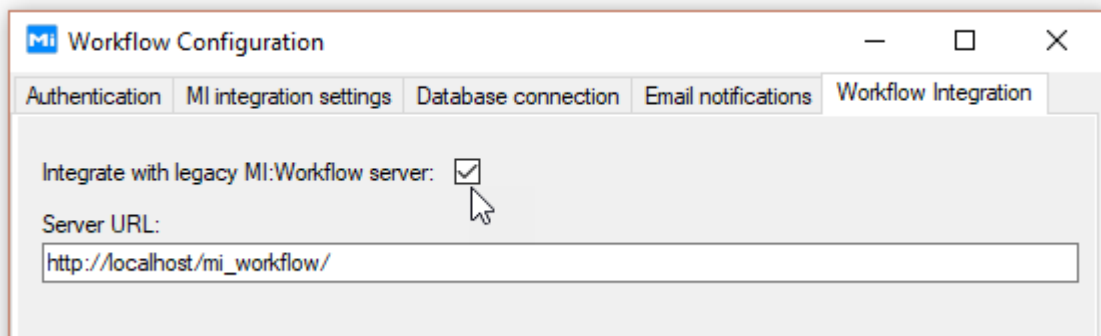 Mi Workflow Configuration
Authentication MI integration settings Database connection Email notifications Workflow Integration
Integrate with legacy MI:Workflow server:
Server URL:
http://localhost/mi_workflow/